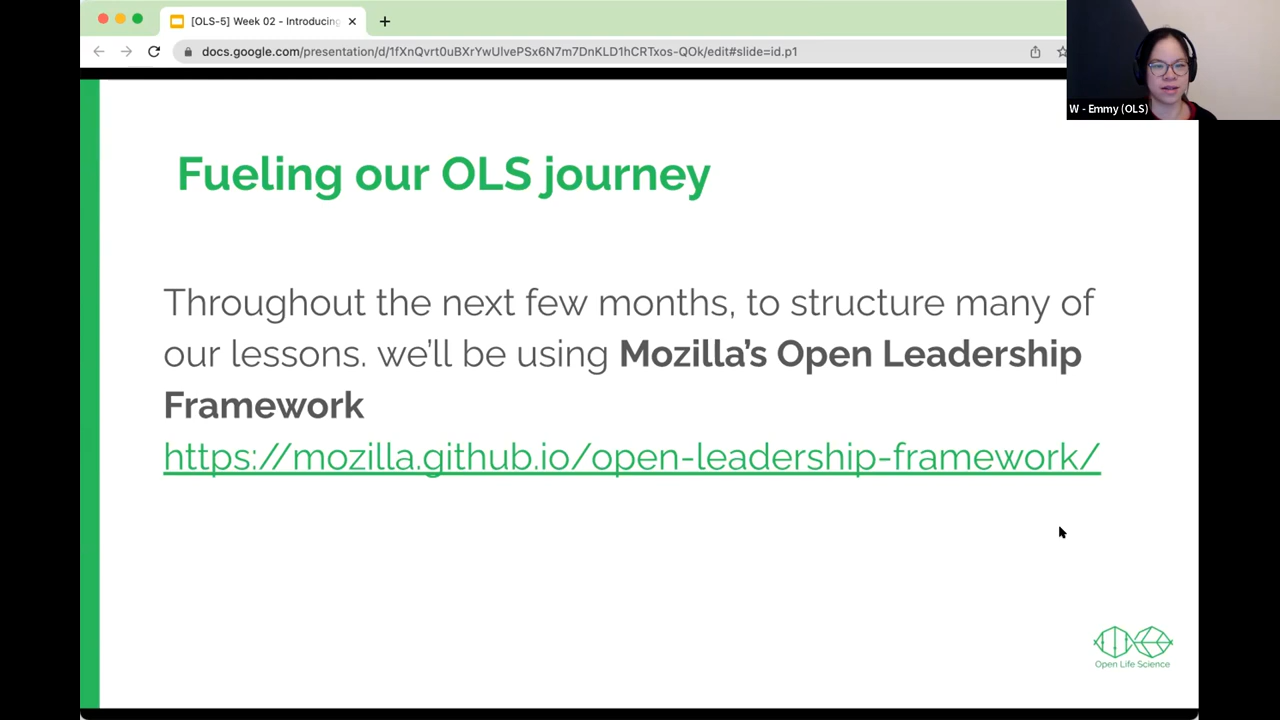 [OLS-5] Week 02 - Introducing
docs.google.com/presentation/d/1fXnQvrt0uBXrYwUlvePSx6N7m7DnKLD1hCRTxos-QOk/edit#slide=id.p1
W - Emmy (OLS)
Fueling our OLS journey
Throughout the next few months, to structure many of
our lessons. we’ll be using Mozilla’s Open Leadership
Framework
https://mozilla.github.io/open-leadership-framework/
Open Life Science